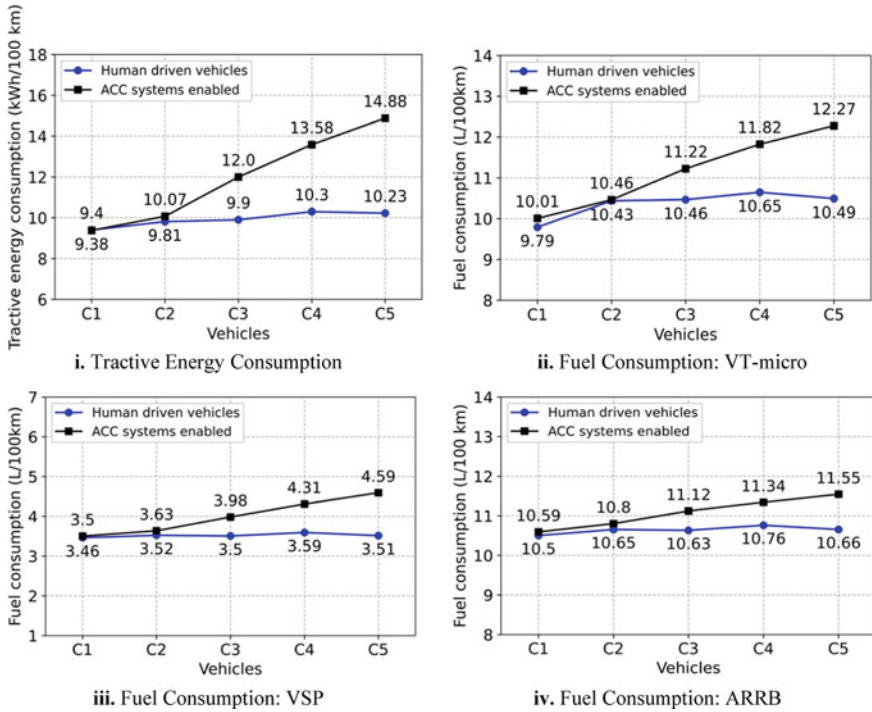 Tractive energy consumption (kWh/100 km)
18
16
14
12
10
8
6
Human driven vehicles
ACC systems enabled
9.4
10.07
12.0
13.58
14.88
9.38
9.81
9.9
10.3
10.23
C1 C2 C3 C4 C5
Vehicles
i. Tractive Energy Consumption
Fuel consumption (L/100km)
14
13
12
11
10
9
8
Human driven vehicles
ACC systems enabled
10.01
10.46
11.22
11.82
12.27
9.79
10.43
10.46
10.65
10.49
C1 C2 C3 C4 C5
Vehicles
ii. Fuel Consumption: VT-micro
Fuel consumption (L/100km)
7
6
5
4
3
2
1
Human driven vehicles
ACC systems enabled
3.5
3.63
3.98
4.31
4.59
3.46
3.52
3.5
3.59
3.51
C1 C2 C3 C4 C5
Vehicles
iii. Fuel Consumption: VSP
Fuel consumption (L/100 km)
14
13
12
11
10
9
8
Human driven vehicles
ACC systems enabled
10.59
10.8
11.12
11.34
11.55
10.5
10.65
10.63
10.76
10.66
C1 C2 C3 C4 C5
Vehicles
iv. Fuel Consumption: ARRB